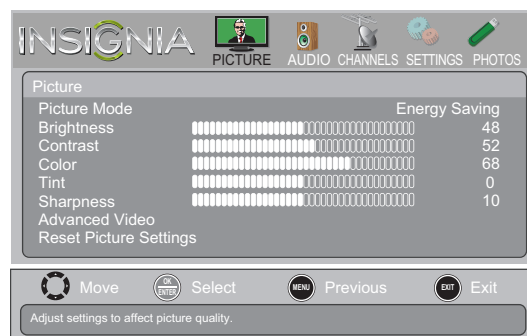 INSIGNIA
PICTURE AUDIO CHANNELS SETTINGS PHOTOS
Picture
Picture Mode Energy Saving
Brightness 48
Contrast 52
Color 68
Tint 0
Sharpness 10
Advanced Video
Reset Picture Settings
Move OK ENTER Select MENU Previous EXIT Exit
Adjust settings to affect picture quality.